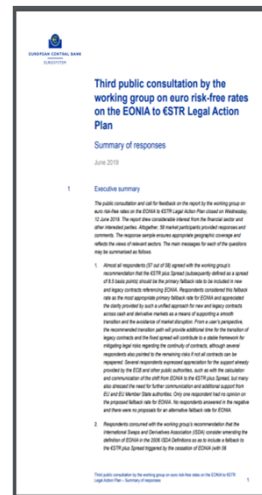 EUROPEAN CENTRAL BANK
EUROSYSTEM
Third public consultation by the
working group on euro risk-free rates
on the EONIA to €STR Legal Action
Plan
Summary of responses
June 2019
1 Executive summary
The public consultation and call for feedback on the report by the working group on
euro risk-free rates on the EONIA to €STR Legal Action Plan closed on Wednesday,
12 June 2019. The report drew considerable interest from the financial sector and
other interested parties. Altogether, 58 market participants provided responses and
comments. The response sample ensures appropriate geographic coverage and
reflects the views of relevant sectors. The main messages for each of the questions
may be summarised as follows.
1. Almost all respondents (57 out of 58) agreed with the working group's
recommendation that the €STR plus Spread (subsequently defined as a spread
of 8.5 basis points) should be the primary fallback rate to be included in new
and legacy contracts referencing EONIA. Respondents considered this fallback
rate as the most appropriate primary fallback rate for EONIA and appreciated
the clarity provided by such a unified approach for new and legacy contracts
across cash and derivative markets as a means of supporting a smooth
transition and the avoidance of market disruption. From a user's perspective,
the recommended transition path will provide additional time for the transition of
legacy contracts and the fixed spread will contribute to a stable framework for
mitigating legal risks regarding the continuity of contracts, although several
respondents also pointed to the remaining risks if not all contracts can be
repapered. Several respondents expressed appreciation for the support already
provided by the ECB and other public authorities, such as with the calculation
and communication of the shift from EONIA to the €STR plus Spread, but many
also stressed the need for further communication and additional support from
EU and EU Member State authorities. Only one respondent had no opinion on
the proposed fallback rate for EONIA. No respondents answered in the negative
and there were no proposals for an alternative fallback rate for EONIA.
2. Respondents concurred with the working group's recommendation that the
International Swaps and Derivatives Association (ISDA) consider amending the
definition of EONIA in the 2006 ISDA Definitions so as to include a fallback to
the €STR plus Spread triggered by the cessation of EONIA (with 08
Third public consultation by the working group on euro risk-free rates on the EONIA to €STR
Legal Action Plan – Summary of responses 1